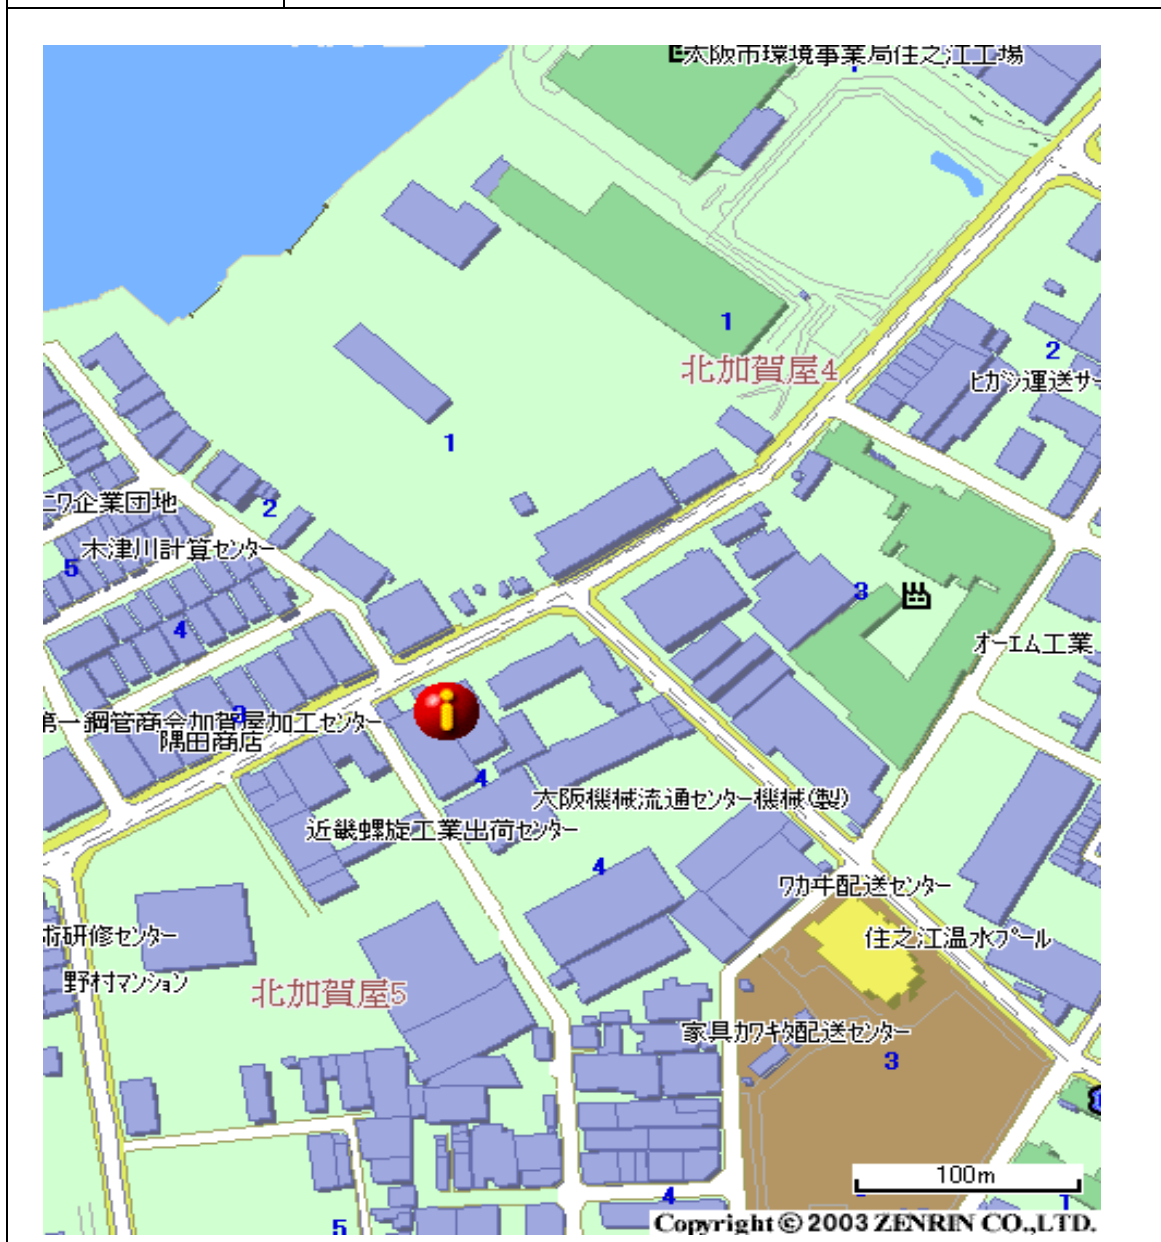 大阪市環境事業局住之江工場
1
北加賀屋4
2
ヒガシ運送サー
1
2
ニワ企業団地
木津川計算センター
5
3
4
オーエム工業
3
第一鋼管商会加賀屋加工センター
隅田商店
4
大阪機械流通センター機械(製)
近畿螺旋工業出荷センター
4
ワカヰ配送センター
住之江温水プール
術研修センター
野村マンション
北加賀屋5
家具カワキタ配送センター
3
100m
4
1
5
Copyright © 2003 ZENRIN CO.,LTD.